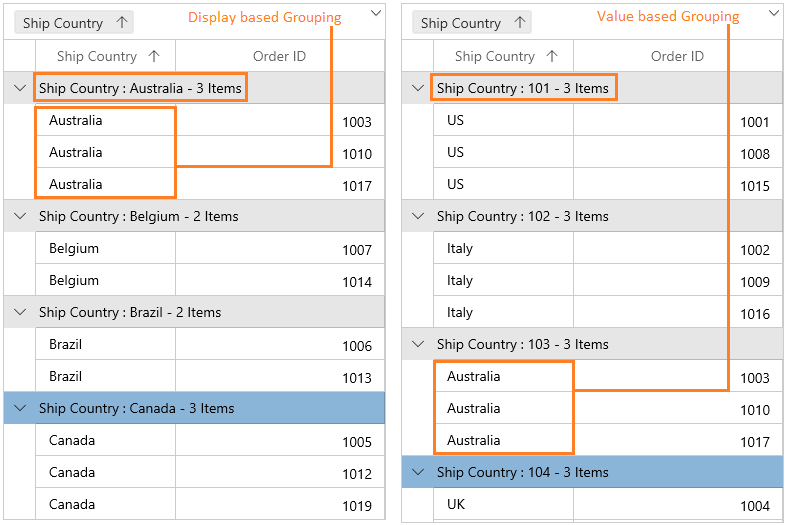 Display based Grouping
Ship Country
Ship Country Order ID
Ship Country : Australia - 3 Items
Australia 1003
Australia 1010
Australia 1017
Ship Country : Belgium - 2 Items
Belgium 1007
Belgium 1014
Ship Country : Brazil - 2 Items
Brazil 1006
Brazil 1013
Ship Country : Canada - 3 Items
Canada 1005
Canada 1012
Canada 1019
Value based Grouping
Ship Country
Ship Country Order ID
Ship Country : 101 - 3 Items
US 1001
US 1008
US 1015
Ship Country : 102 - 3 Items
Italy 1002
Italy 1009
Italy 1016
Ship Country : 103 - 3 Items
Australia 1003
Australia 1010
Australia 1017
Ship Country : 104 - 3 Items
UK 1004